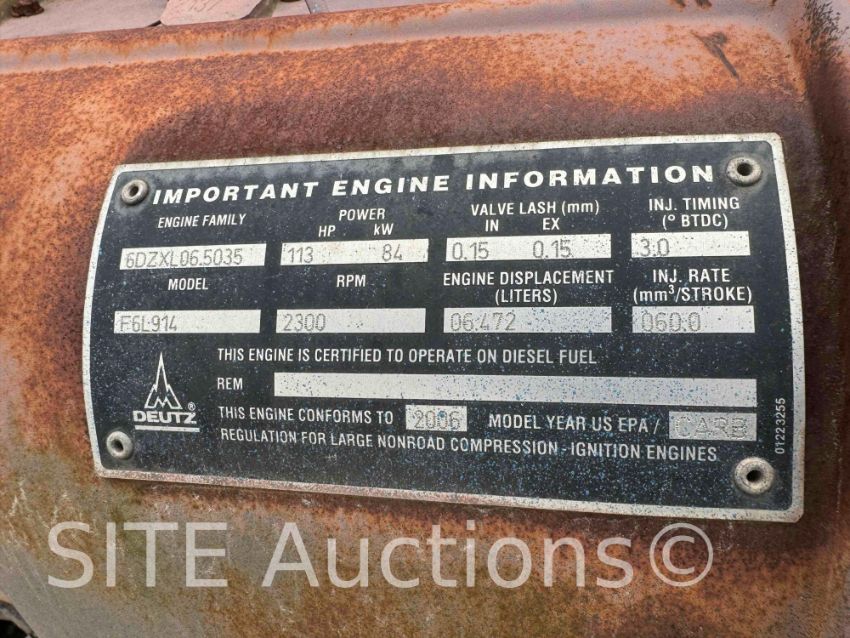 IMPORTANT ENGINE INFORMATION
ENGINE FAMILY
POWER
HP kW
VALVE LASH (mm)
IN EX
INJ. TIMING
(° BTDC)
6DZXL06.5035
113 84
0.15 0.15
3.0
MODEL
RPM
ENGINE DISPLACEMENT
(LITERS)
INJ. RATE
(mm³/STROKE)
F6L914
2300
06.472
060.0
THIS ENGINE IS CERTIFIED TO OPERATE ON DIESEL FUEL
REM
DEUTZ®
THIS ENGINE CONFORMS TO 2006 MODEL YEAR US EPA / CARB
REGULATION FOR LARGE NONROAD COMPRESSION - IGNITION ENGINES
01223255
SITE Auctions©